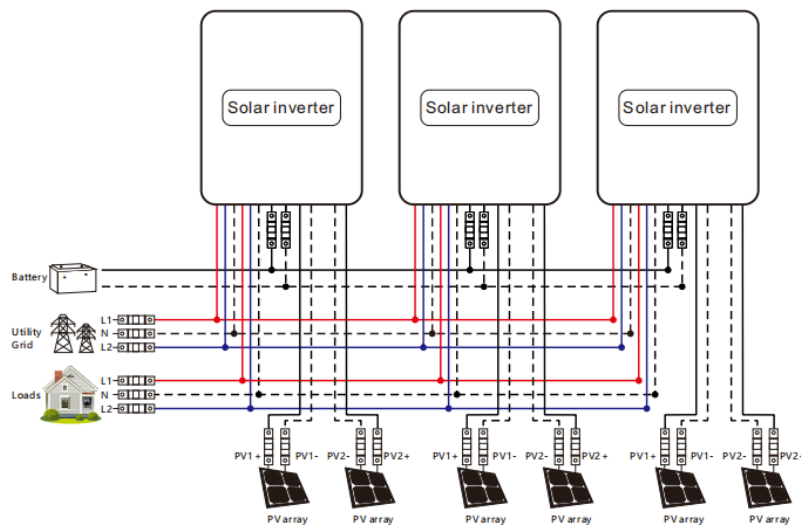 Solar inverter
Solar inverter
Solar inverter
Battery
Utility
Grid
L1
N
L2
Loads
L1
N
L2
PV1+
PV1-
PV2-
PV2+
PV1+
PV1-
PV2-
PV2+
PV1+
PV1-
PV2-
PV2+
PV array
PV array
PV array
PV array
PV array
PV array